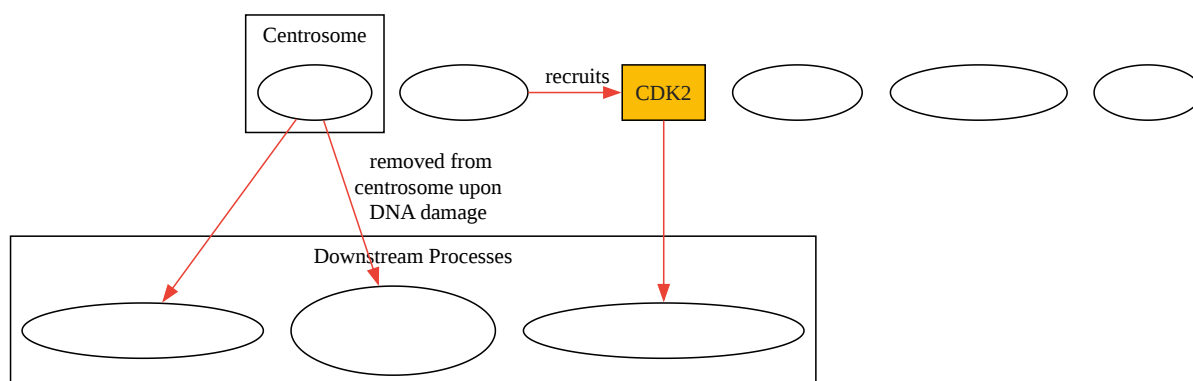 Centrosome
recruits
CDK2
removed from
centrosome upon
DNA damage
Downstream Processes